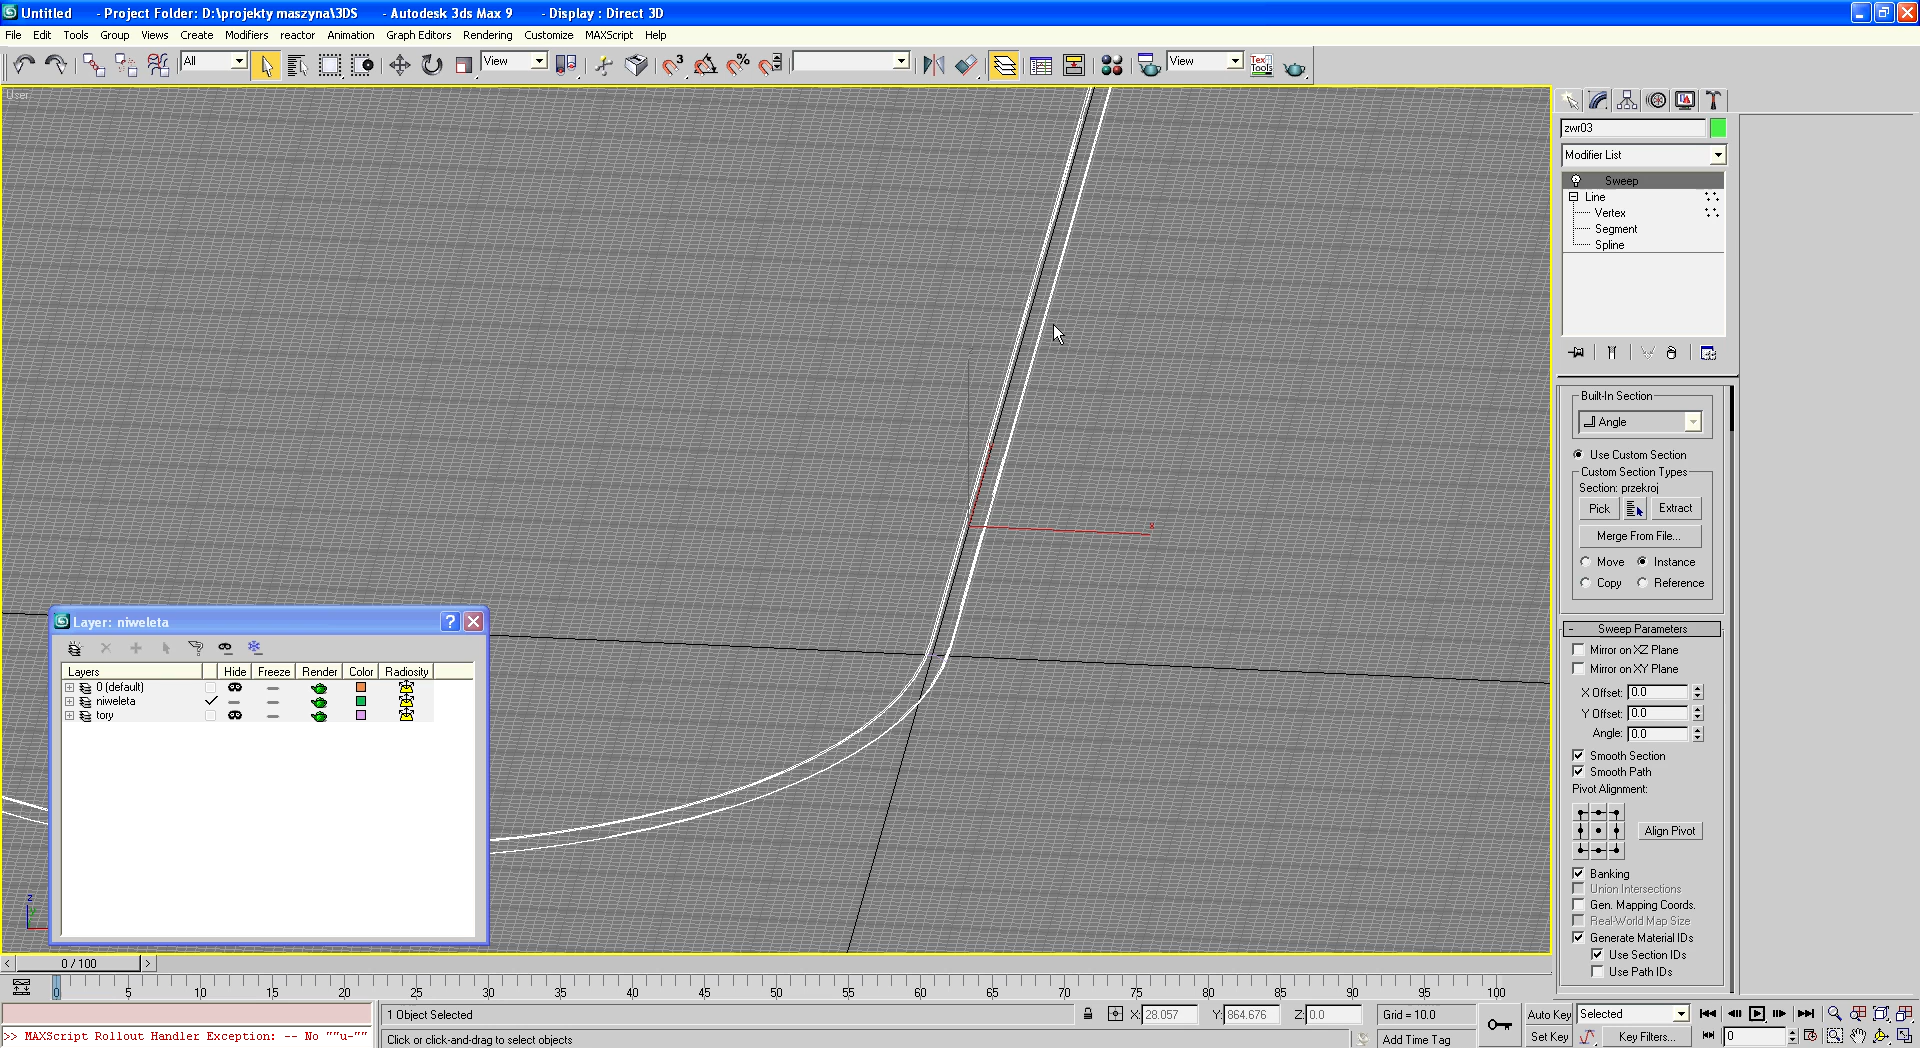 Untitled - Project Folder: D:\projekty maszyna\3DS - Autodesk 3ds Max 9 - Display : Direct 3D
File Edit Tools Group Views Create Modifiers reactor Animation Graph Editors Rendering Customize MAXScript Help
All View View Tex Tools
User
zwr03
Modifier List
Sweep
Line
Vertex
Segment
Spline
Built-In Section
Angle
Use Custom Section
Custom Section Types
Section: przekroj
Pick Extract
Merge From File...
Move Instance
Copy Reference
- Sweep Parameters
Mirror on XZ Plane
Mirror on XY Plane
X Offset: 0.0
Y Offset: 0.0
Angle: 0.0
Smooth Section
Smooth Path
Pivot Alignment:
Align Pivot
Banking
Union Intersections
Gen. Mapping Coords.
Real-World Map Size
Generate Material IDs
Use Section IDs
Use Path IDs
x
Layer: niweleta
Layers Hide Freeze Render Color Radiosity
0 (default)
niweleta
tory
z
< 0 / 100 >
0 5 10 15 20 25 30 35 40 45 50 55 60 65 70 75 80 85 90 95 100
1 Object Selected X: 28.057 Y: 864.676 Z: 0.0 Grid = 10.0 Auto Key Selected
>> MAXScript Rollout Handler Exception: -- No ""u-"" Click or click-and-drag to select objects Add Time Tag Set Key Key Filters... 0